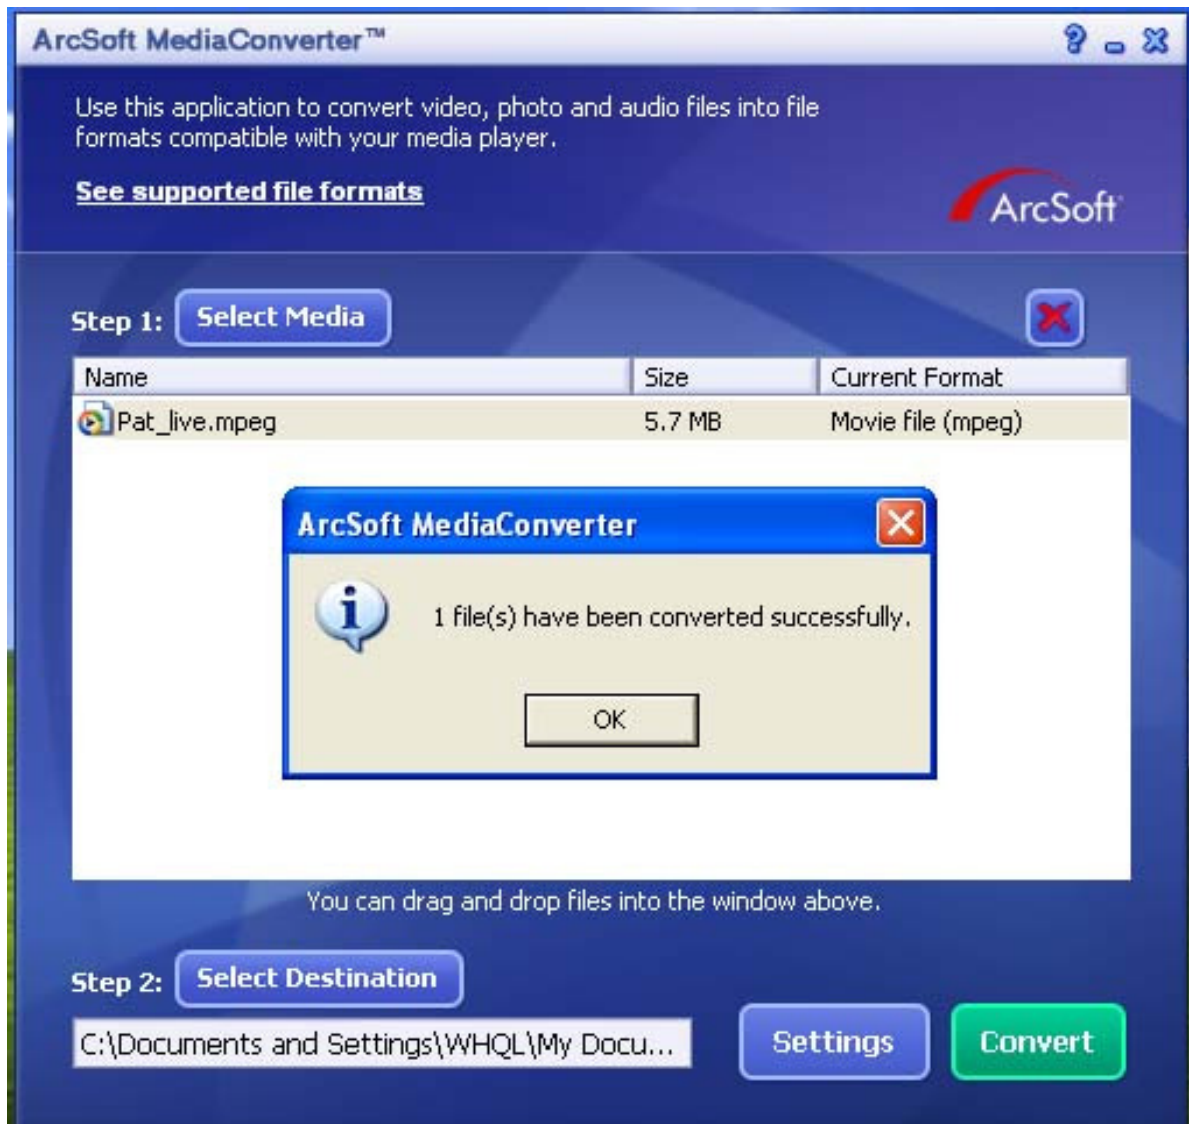 ArcSoft MediaConverter™
Use this application to convert video, photo and audio files into file
formats compatible with your media player.
See supported file formats
ArcSoft
Step 1: Select Media
Name Size Current Format
Pat_live.mpeg 5.7 MB Movie file (mpeg)
ArcSoft MediaConverter
1 file(s) have been converted successfully.
OK
You can drag and drop files into the window above.
Step 2: Select Destination
C:\Documents and Settings\WHQL\My Docu...
Settings Convert